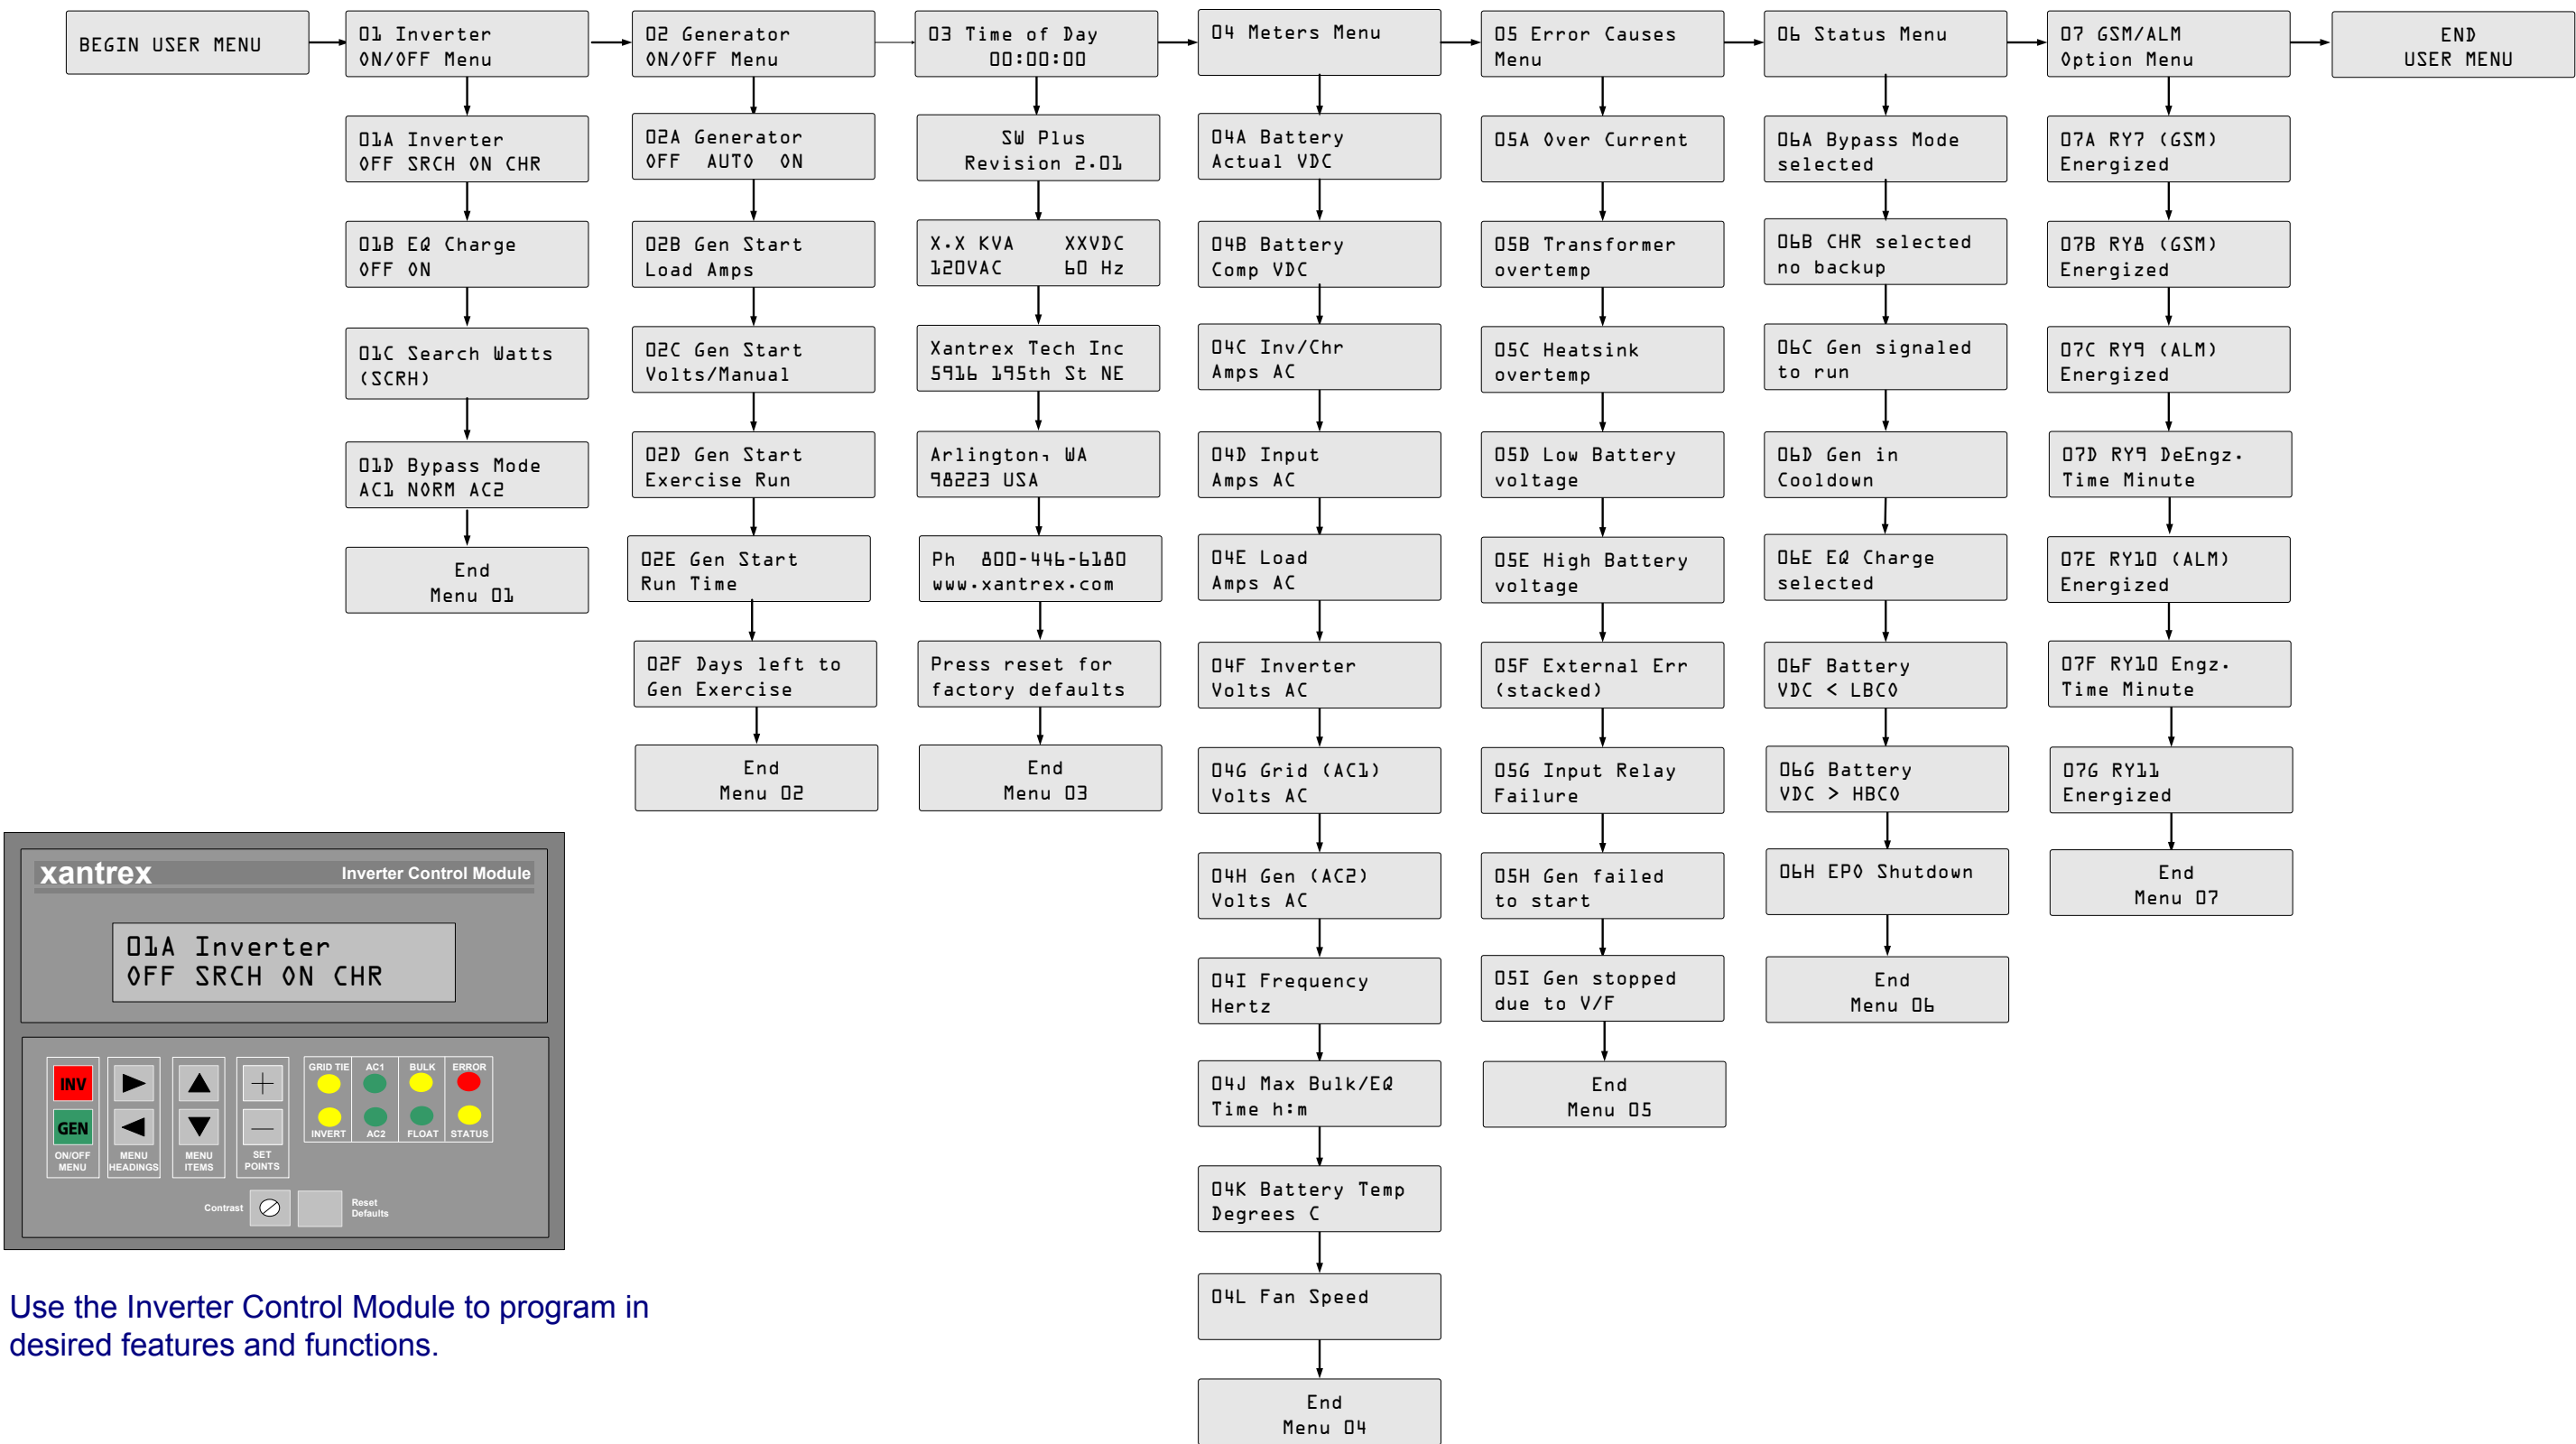 BEGIN USER MENU
01 Inverter
ON/OFF Menu
01A Inverter
OFF SRCH ON CHR
01B EQ Charge
OFF ON
01C Search Watts
(SCRH)
01D Bypass Mode
AC1 NORM AC2
End
Menu 01
02 Generator
ON/OFF Menu
02A Generator
OFF AUTO ON
02B Gen Start
Load Amps
02C Gen Start
Volts/Manual
02D Gen Start
Exercise Run
02E Gen Start
Run Time
02F Days left to
Gen Exercise
End
Menu 02
03 Time of Day
00:00:00
SW Plus
Revision 2.01
X.X KVA XXVDC
120VAC 60 Hz
Xantrex Tech Inc
5916 195th St NE
Arlington, WA
98223 USA
Ph 800-446-6180
www.xantrex.com
Press reset for
factory defaults
End
Menu 03
04 Meters Menu
04A Battery
Actual VDC
04B Battery
Comp VDC
04C Inv/Chr
Amps AC
04D Input
Amps AC
04E Load
Amps AC
04F Inverter
Volts AC
04G Grid (AC1)
Volts AC
04H Gen (AC2)
Volts AC
04I Frequency
Hertz
04J Max Bulk/EQ
Time h:m
04K Battery Temp
Degrees C
04L Fan Speed
End
Menu 04
05 Error Causes
Menu
05A Over Current
05B Transformer
overtemp
05C Heatsink
overtemp
05D Low Battery
voltage
05E High Battery
voltage
05F External Err
(stacked)
05G Input Relay
Failure
05H Gen failed
to start
05I Gen stopped
due to V/F
End
Menu 05
06 Status Menu
06A Bypass Mode
selected
06B CHR selected
no backup
06C Gen signaled
to run
06D Gen in
Cooldown
06E EQ Charge
selected
06F Battery
VDC < LBCO
06G Battery
VDC > HBCO
06H EPO Shutdown
End
Menu 06
07 GSM/ALM
Option Menu
07A RY7 (GSM)
Energized
07B RY8 (GSM)
Energized
07C RY9 (ALM)
Energized
07D RY9 DeEngz.
Time Minute
07E RY10 (ALM)
Energized
07F RY10 Engz.
Time Minute
07G RY11
Energized
End
Menu 07
END
USER MENU
xantrex
Inverter Control Module
01A Inverter
OFF SRCH ON CHR
INV
GEN
ON/OFF
MENU
MENU
HEADINGS
MENU
ITEMS
SET
POINTS
GRID TIE AC1 BULK ERROR
INVERT AC2 FLOAT STATUS
Contrast
Reset
Defaults
Use the Inverter Control Module to program in
desired features and functions.